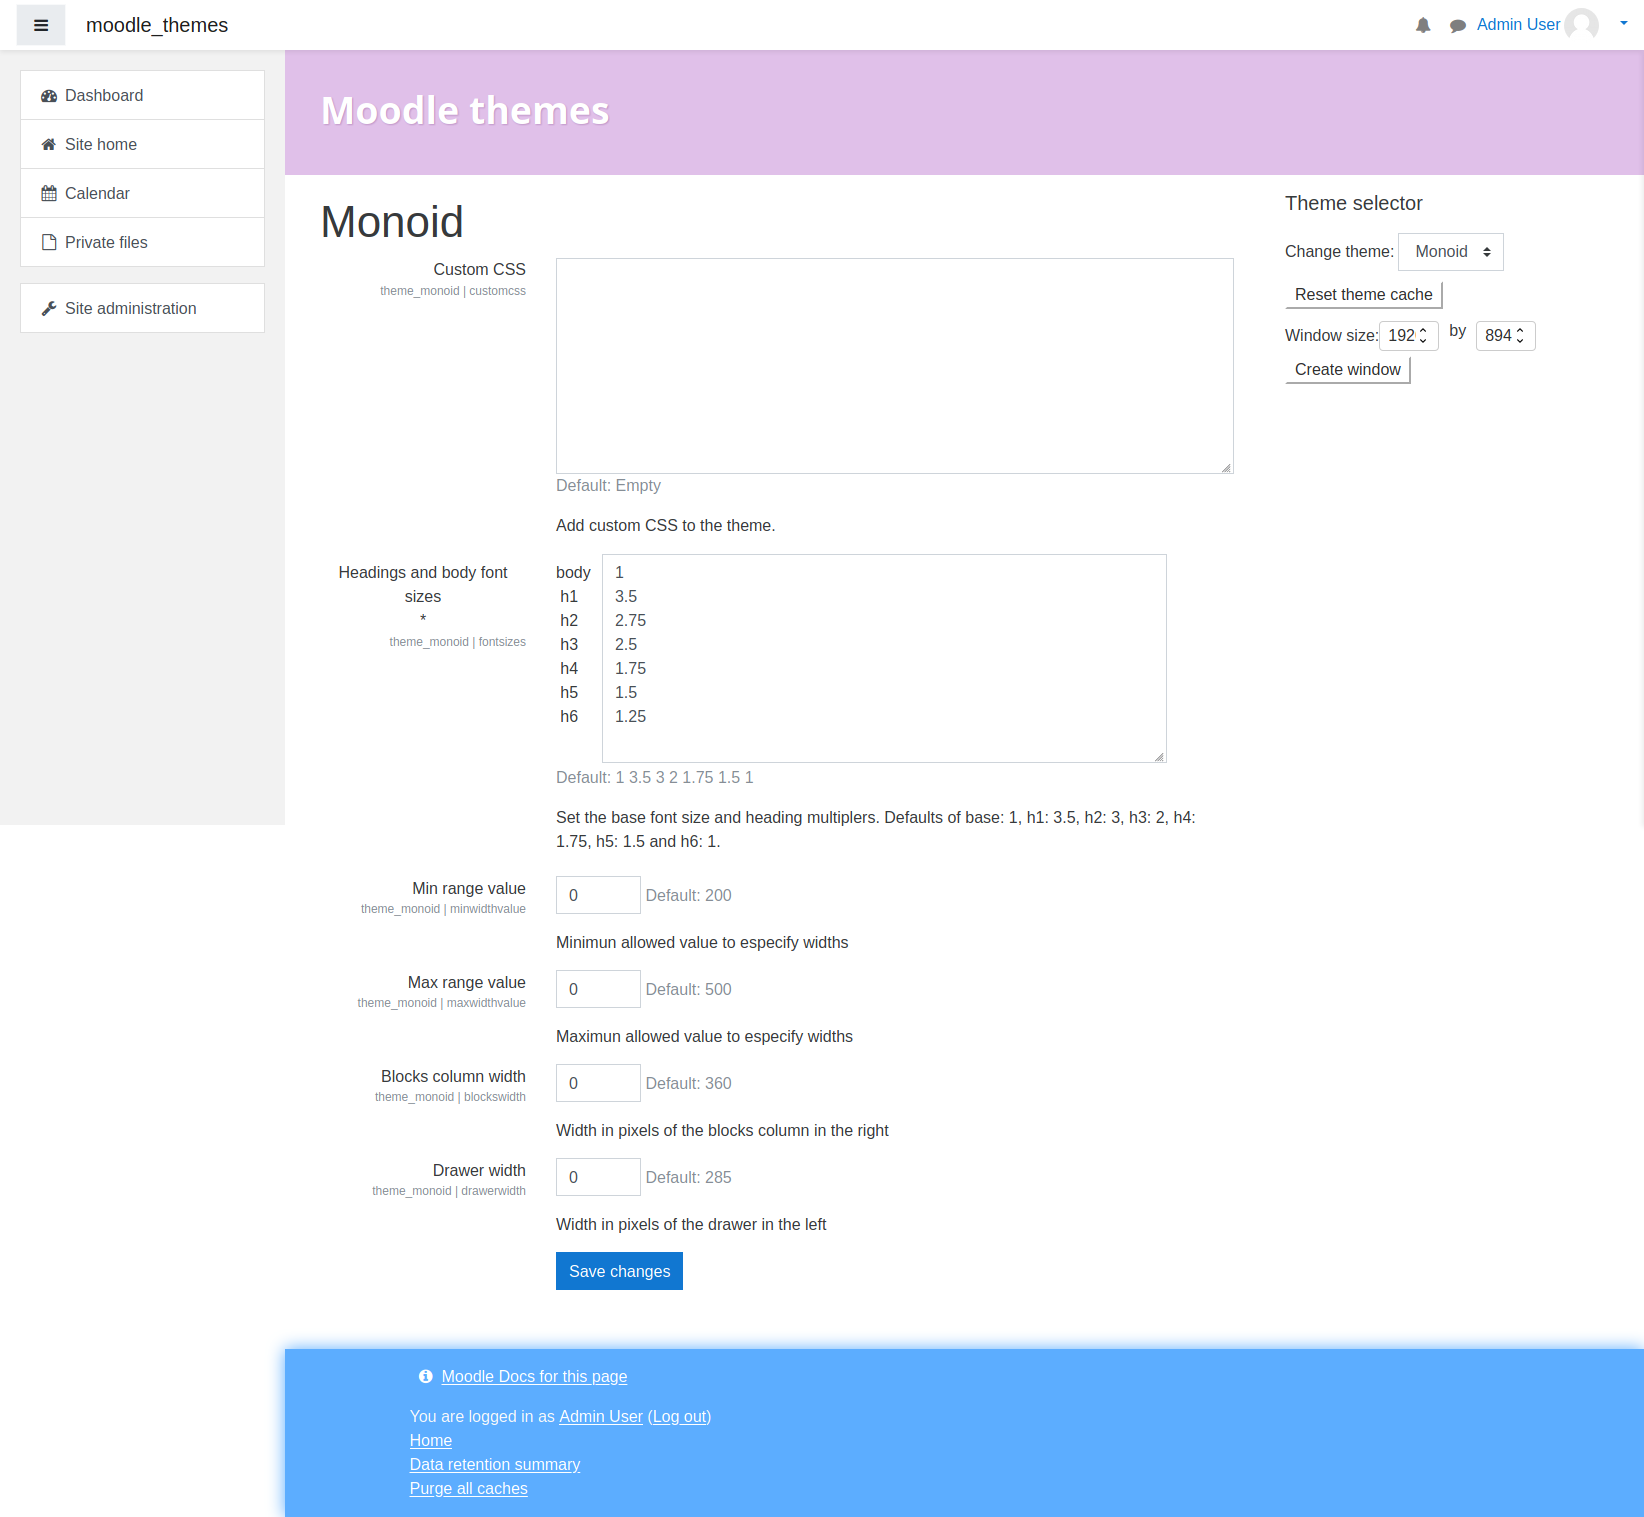 moodle_themes
Admin User
Dashboard
Site home
Calendar
Private files
Site administration
Moodle themes
Monoid
Custom CSS
theme_monoid | customcss
Default: Empty
Add custom CSS to the theme.
Headings and body font
sizes
*
theme_monoid | fontsizes
body 1
h1 3.5
h2 2.75
h3 2.5
h4 1.75
h5 1.5
h6 1.25
Default: 1 3.5 3 2 1.75 1.5 1
Set the base font size and heading multiplers. Defaults of base: 1, h1: 3.5, h2: 3, h3: 2, h4:
1.75, h5: 1.5 and h6: 1.
Min range value
theme_monoid | minwidthvalue
0 Default: 200
Minimun allowed value to especify widths
Max range value
theme_monoid | maxwidthvalue
0 Default: 500
Maximun allowed value to especify widths
Blocks column width
theme_monoid | blockswidth
0 Default: 360
Width in pixels of the blocks column in the right
Drawer width
theme_monoid | drawerwidth
0 Default: 285
Width in pixels of the drawer in the left
Save changes
Theme selector
Change theme: Monoid
Reset theme cache
Window size: 192 by 894
Create window
Moodle Docs for this page
You are logged in as Admin User (Log out)
Home
Data retention summary
Purge all caches